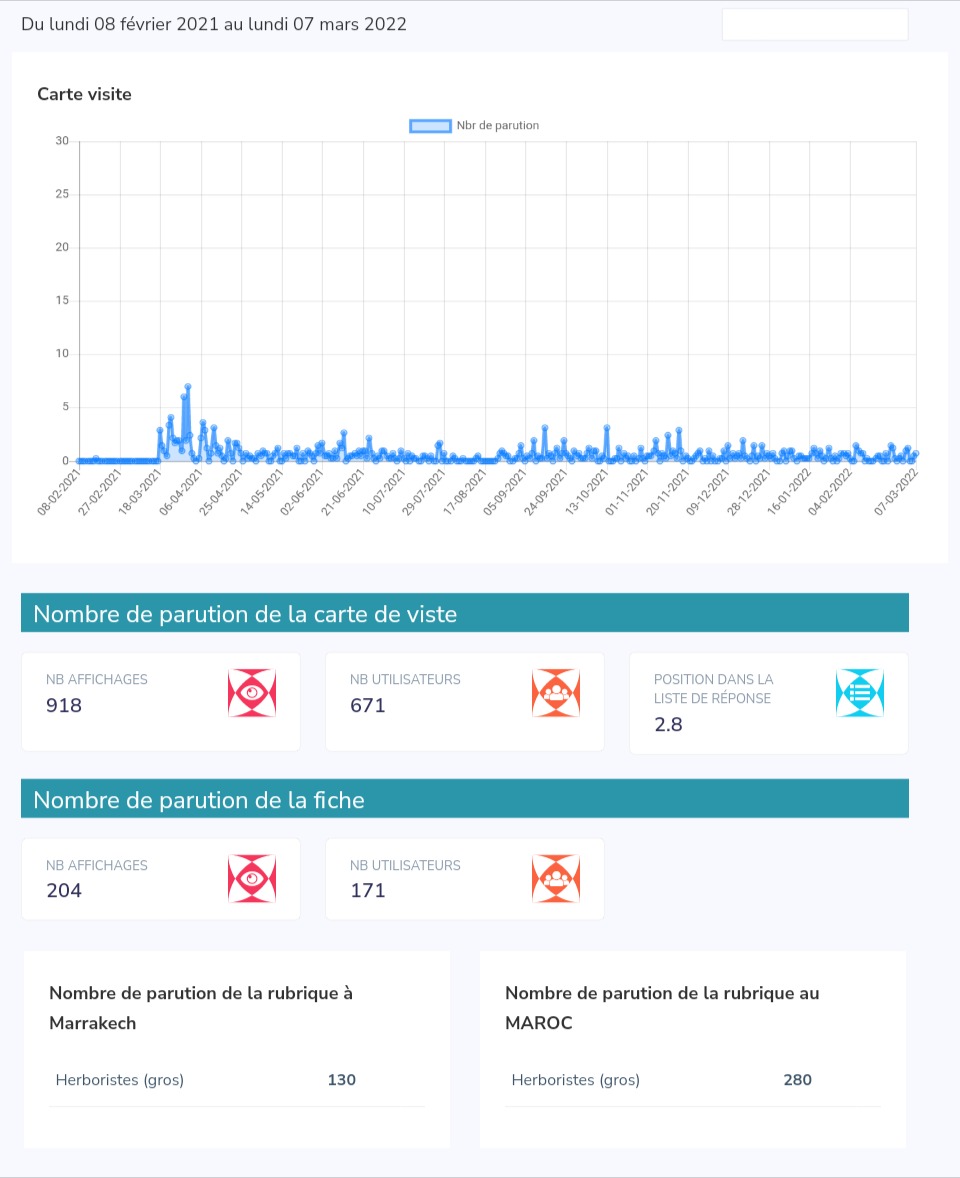 Du lundi 08 février 2021 au lundi 07 mars 2022
Carte visite
Nbr de parution
30
25
20
15
10
5
0
08-02-2021
27-02-2021
18-03-2021
06-04-2021
25-04-2021
14-05-2021
02-06-2021
21-06-2021
10-07-2021
29-07-2021
17-08-2021
05-09-2021
24-09-2021
13-10-2021
01-11-2021
20-11-2021
09-12-2021
28-12-2021
16-01-2022
04-02-2022
07-03-2022
Nombre de parution de la carte de viste
NB AFFICHAGES
918
NB UTILISATEURS
671
POSITION DANS LA
LISTE DE RÉPONSE
2.8
Nombre de parution de la fiche
NB AFFICHAGES
204
NB UTILISATEURS
171
Nombre de parution de la rubrique à
Marrakech
Herboristes (gros) 130
Nombre de parution de la rubrique au
MAROC
Herboristes (gros) 280